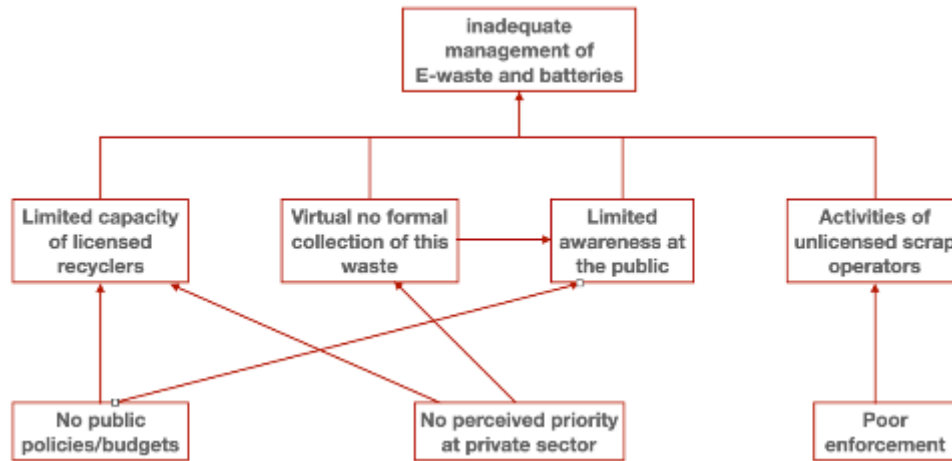 inadequate
management of
E-waste and batteries
Limited capacity
of licensed
recyclers
Virtual no formal
collection of this
waste
Limited
awareness at
the public
Activities of
unlicensed scrap
operators
No public
policies/budgets
No perceived priority
at private sector
Poor
enforcement